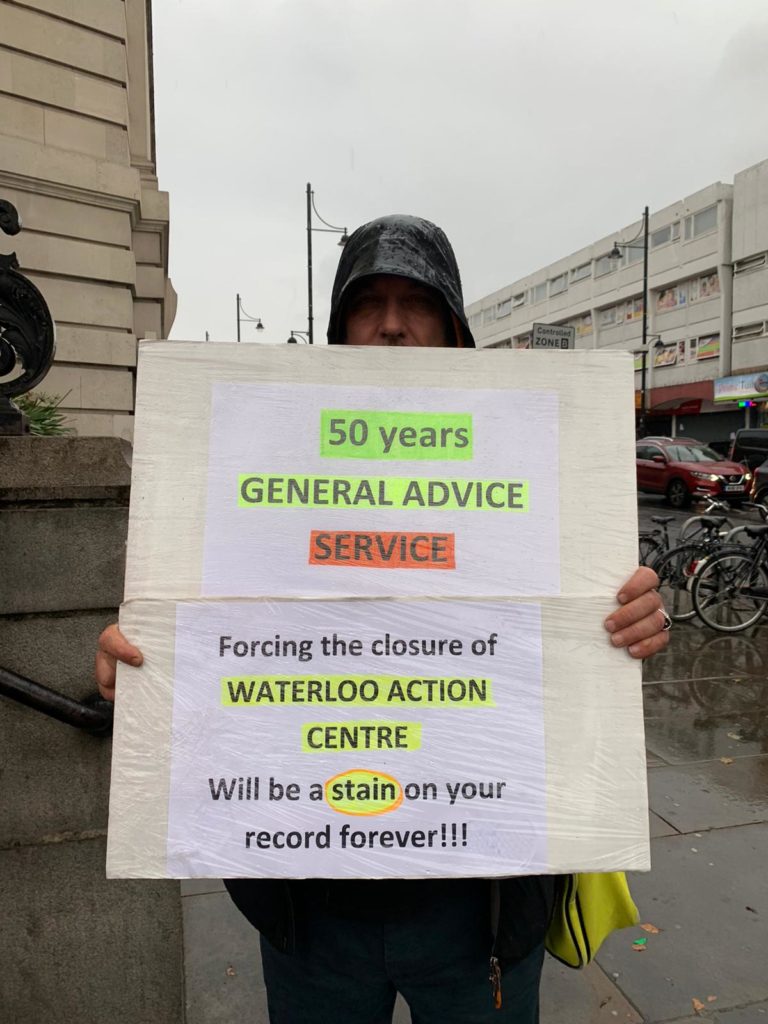 50 years
GENERAL ADVICE
SERVICE
Forcing the closure of
WATERLOO ACTION
CENTRE
Will be a stain on your
record forever!!!
Controlled
ZONE B